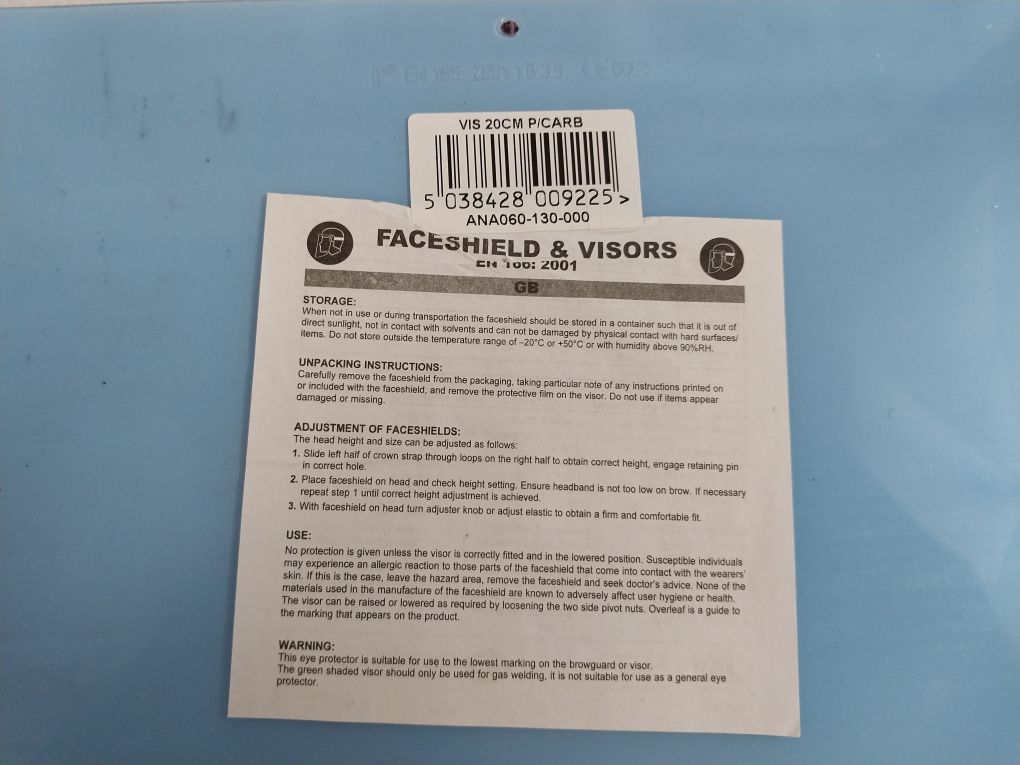 EN 166: 2001 1 B.3.9. CE
VIS 20CM P/CARB
5 038428 009225 >
ANA060-130-000
FACESHIELD & VISORS
EN 166: 2001
GB
STORAGE:
When not in use or during transportation the faceshield should be stored in a container such that it is out of
direct sunlight, not in contact with solvents and can not be damaged by physical contact with hard surfaces/
items. Do not store outside the temperature range of –20°C or +50°C or with humidity above 90%RH.
UNPACKING INSTRUCTIONS:
Carefully remove the faceshield from the packaging, taking particular note of any instructions printed on
or included with the faceshield, and remove the protective film on the visor. Do not use if items appear
damaged or missing.
ADJUSTMENT OF FACESHIELDS:
The head height and size can be adjusted as follows:
1. Slide left half of crown strap through loops on the right half to obtain correct height, engage retaining pin
in correct hole.
2. Place faceshield on head and check height setting. Ensure headband is not too low on brow. If necessary
repeat step 1 until correct height adjustment is achieved.
3. With faceshield on head turn adjuster knob or adjust elastic to obtain a firm and comfortable fit.
USE:
No protection is given unless the visor is correctly fitted and in the lowered position. Susceptible individuals
may experience an allergic reaction to those parts of the faceshield that come into contact with the wearers'
skin. If this is the case, leave the hazard area, remove the faceshield and seek doctor's advice. None of the
materials used in the manufacture of the faceshield are known to adversely affect user hygiene or health.
The visor can be raised or lowered as required by loosening the two side pivot nuts. Overleaf is a guide to
the marking that appears on the product.
WARNING:
This eye protector is suitable for use to the lowest marking on the browguard or visor.
The green shaded visor should only be used for gas welding, it is not suitable for use as a general eye
protector.